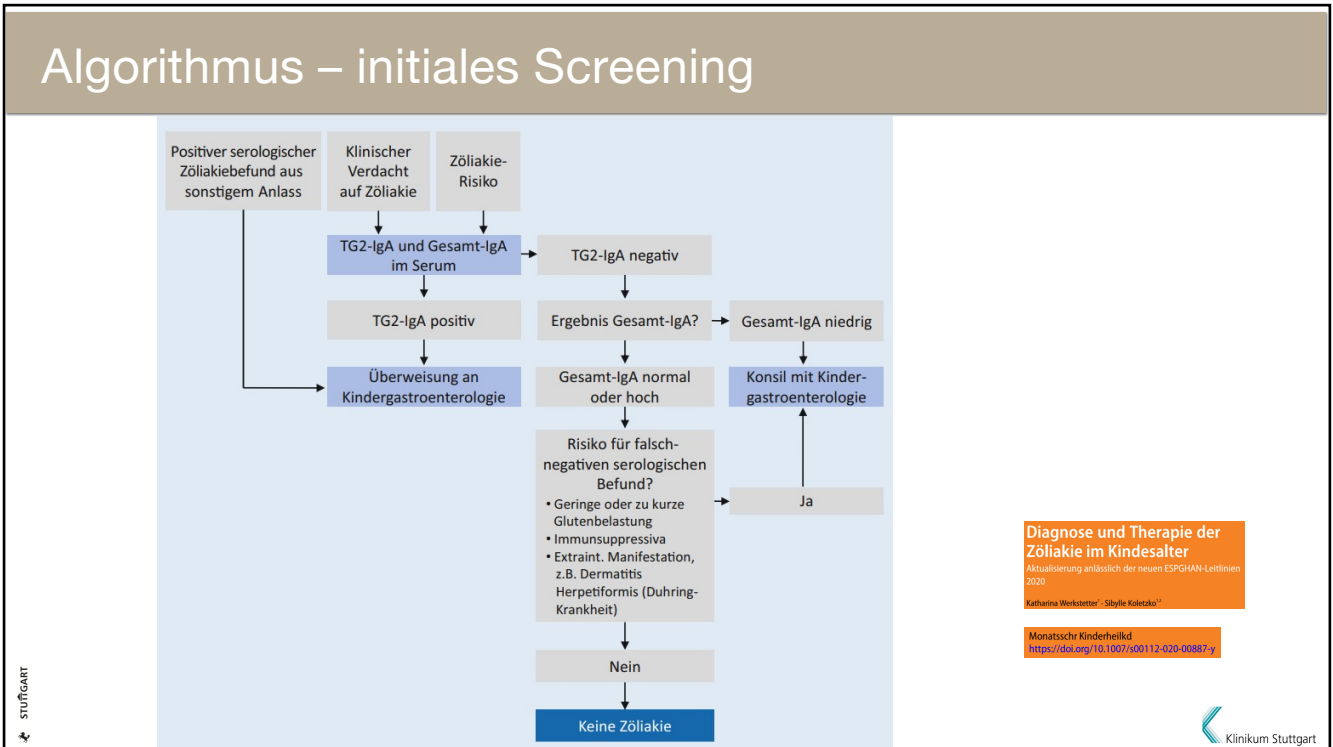 Algorithmus – initiales Screening
Positiver serologischer
Zöliakiebefund aus
sonstigem Anlass
Klinischer
Verdacht
auf Zöliakie
Zöliakie-
Risiko
TG2-IgA und Gesamt-IgA
im Serum
TG2-IgA negativ
TG2-IgA positiv
Ergebnis Gesamt-IgA?
Gesamt-IgA niedrig
Überweisung an
Kindergastroenterologie
Gesamt-IgA normal
oder hoch
Konsil mit Kinder-
gastroenterologie
Risiko für falsch-
negativen serologischen
Befund?
• Geringe oder zu kurze
Glutenbelastung
• Immunsuppressiva
• Extraint. Manifestation,
z.B. Dermatitis
Herpetiformis (Duhring-
Krankheit)
Ja
Nein
Keine Zöliakie
Diagnose und Therapie der
Zöliakie im Kindesalter
Aktualisierung anlässlich der neuen ESPGHAN-Leitlinien
2020
Katharina Werkstetter¹ · Sibylle Koletzko¹,²
Monatsschr Kinderheilkd
https://doi.org/10.1007/s00112-020-00887-y
STUTTGART
Klinikum Stuttgart